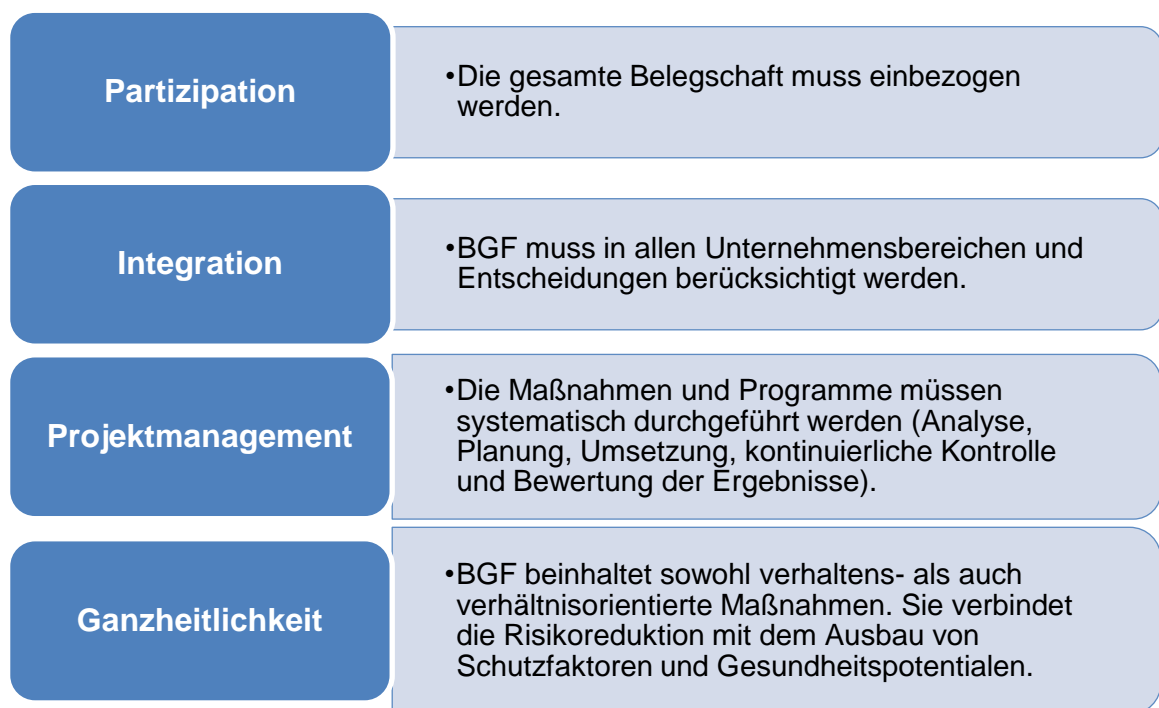 Partizipation
•Die gesamte Belegschaft muss einbezogen
werden.
Integration
•BGF muss in allen Unternehmensbereichen und
Entscheidungen berücksichtigt werden.
Projektmanagement
•Die Maßnahmen und Programme müssen
systematisch durchgeführt werden (Analyse,
Planung, Umsetzung, kontinuierliche Kontrolle
und Bewertung der Ergebnisse).
Ganzheitlichkeit
•BGF beinhaltet sowohl verhaltens- als auch
verhältnisorientierte Maßnahmen. Sie verbindet
die Risikoreduktion mit dem Ausbau von
Schutzfaktoren und Gesundheitspotentialen.